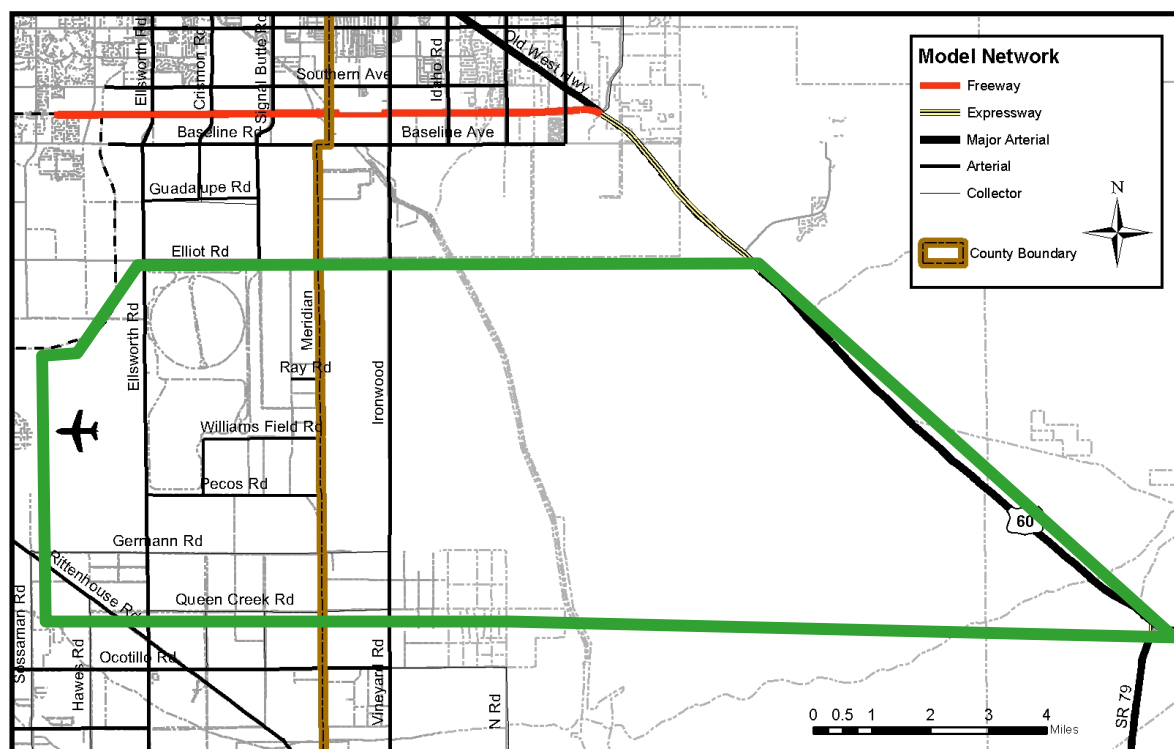 Ellsworth Rd
Crismon Rd
Signal Butte Rd
Southern Ave
Idaho Rd
Old West Hwy
Baseline Rd
Baseline Ave
Guadalupe Rd
Elliot Rd
Ellsworth Rd
Meridian
Ray Rd
Ironwood
Williams Field Rd
Pecos Rd
Germann Rd
Rittenhouse Rd
Queen Creek Rd
Sossaman Rd
Hawes Rd
Ocotillo Rd
Vineyard Rd
N Rd
60
SR 79
Model Network
Freeway
Expressway
Major Arterial
Arterial
Collector
County Boundary
N
0 0.5 1 2 3 4
Miles